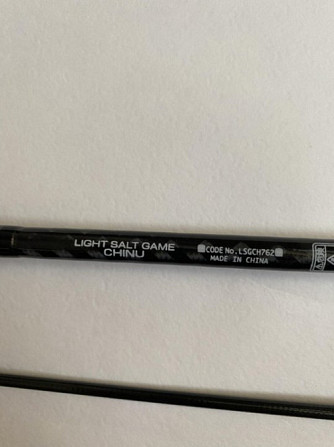 LIGHT SALT GAME
CHINU
CODE No.LSGCH762
MADE IN CHINA